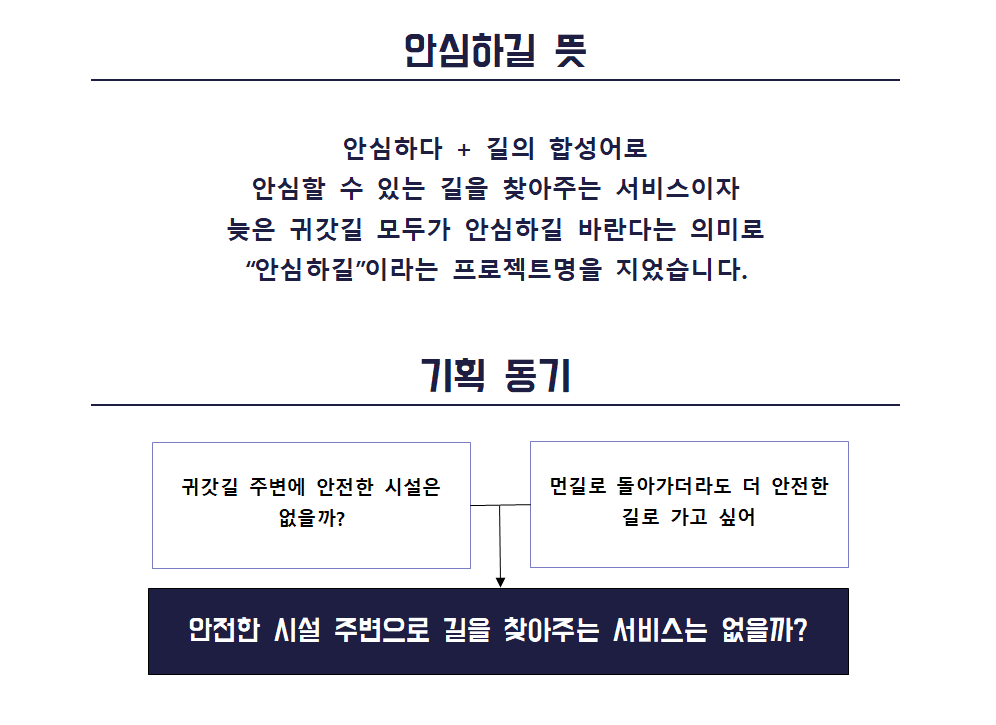 안심하길 뜻
안심하다 + 길의 합성어로
안심할 수 있는 길을 찾아주는 서비스이자
늦은 귀갓길 모두가 안심하길 바란다는 의미로
“안심하길”이라는 프로젝트명을 지었습니다.
기획 동기
귀갓길 주변에 안전한 시설은
없을까?
먼길로 돌아가더라도 더 안전한
길로 가고 싶어
안전한 시설 주변으로 길을 찾아주는 서비스는 없을까?